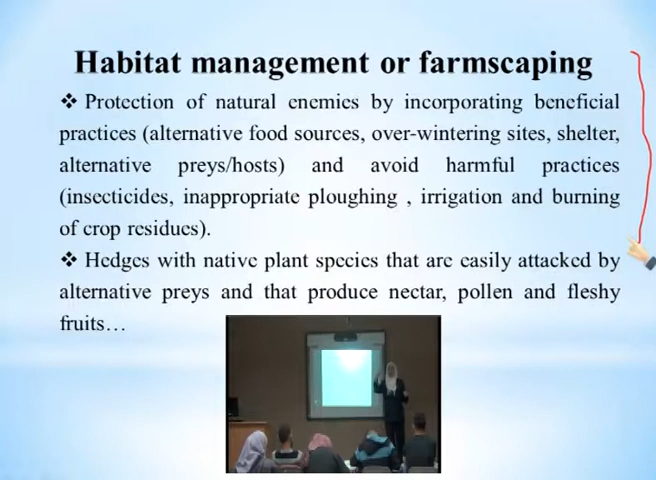 Habitat management or farmscaping
❖ Protection of natural enemies by incorporating beneficial
practices (alternative food sources, over-wintering sites, shelter,
alternative preys/hosts) and avoid harmful practices
(insecticides, inappropriate ploughing , irrigation and burning
of crop residues).
❖ Hedges with native plant species that are easily attacked by
alternative preys and that produce nectar, pollen and fleshy
fruits…